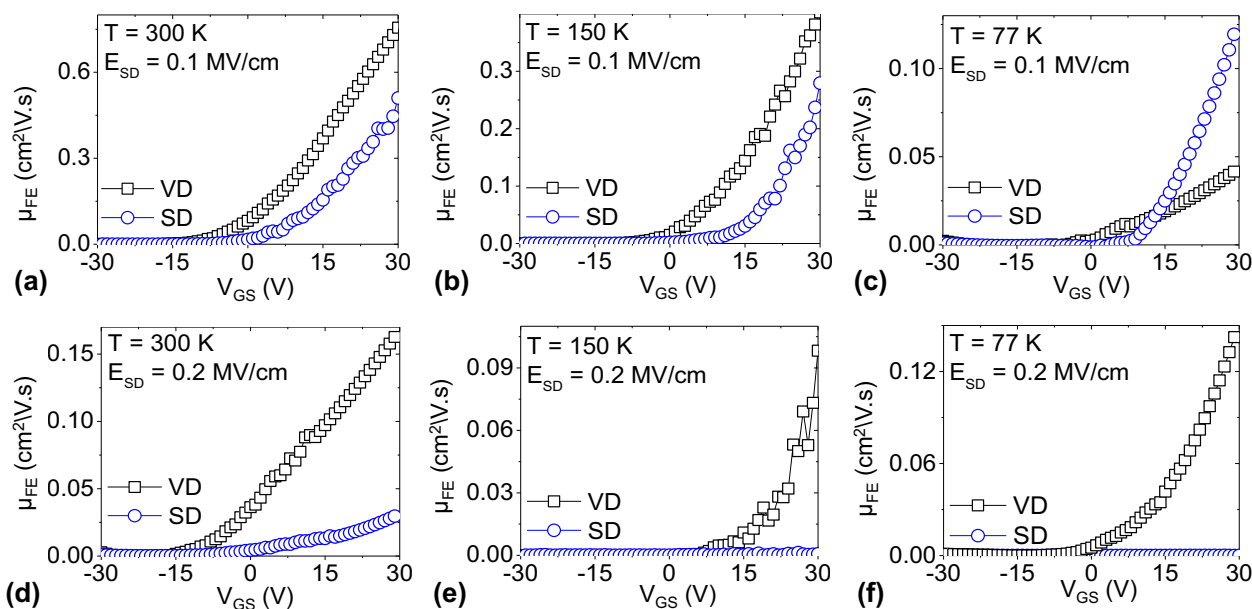 T = 300 K
E_SD = 0.1 MV/cm
VD
SD
0.6
0.3
0.0
-30 -15 0 15 30
μ_FE (cm²\V.s)
V_GS (V)
(a)
T = 150 K
E_SD = 0.1 MV/cm
VD
SD
0.3
0.2
0.1
0.0
-30 -15 0 15 30
μ_FE (cm²\V.s)
V_GS (V)
(b)
T = 77 K
E_SD = 0.1 MV/cm
VD
SD
0.10
0.05
0.00
-30 -15 0 15 30
μ_FE (cm²\V.s)
V_GS (V)
(c)
T = 300 K
E_SD = 0.2 MV/cm
VD
SD
0.15
0.10
0.05
0.00
-30 -15 0 15 30
μ_FE (cm²\V.s)
V_GS (V)
(d)
T = 150 K
E_SD = 0.2 MV/cm
VD
SD
0.09
0.06
0.03
0.00
-30 -15 0 15 30
μ_FE (cm²\V.s)
V_GS (V)
(e)
T = 77 K
E_SD = 0.2 MV/cm
VD
SD
0.12
0.06
0.00
-30 -15 0 15 30
μ_FE (cm²\V.s)
V_GS (V)
(f)